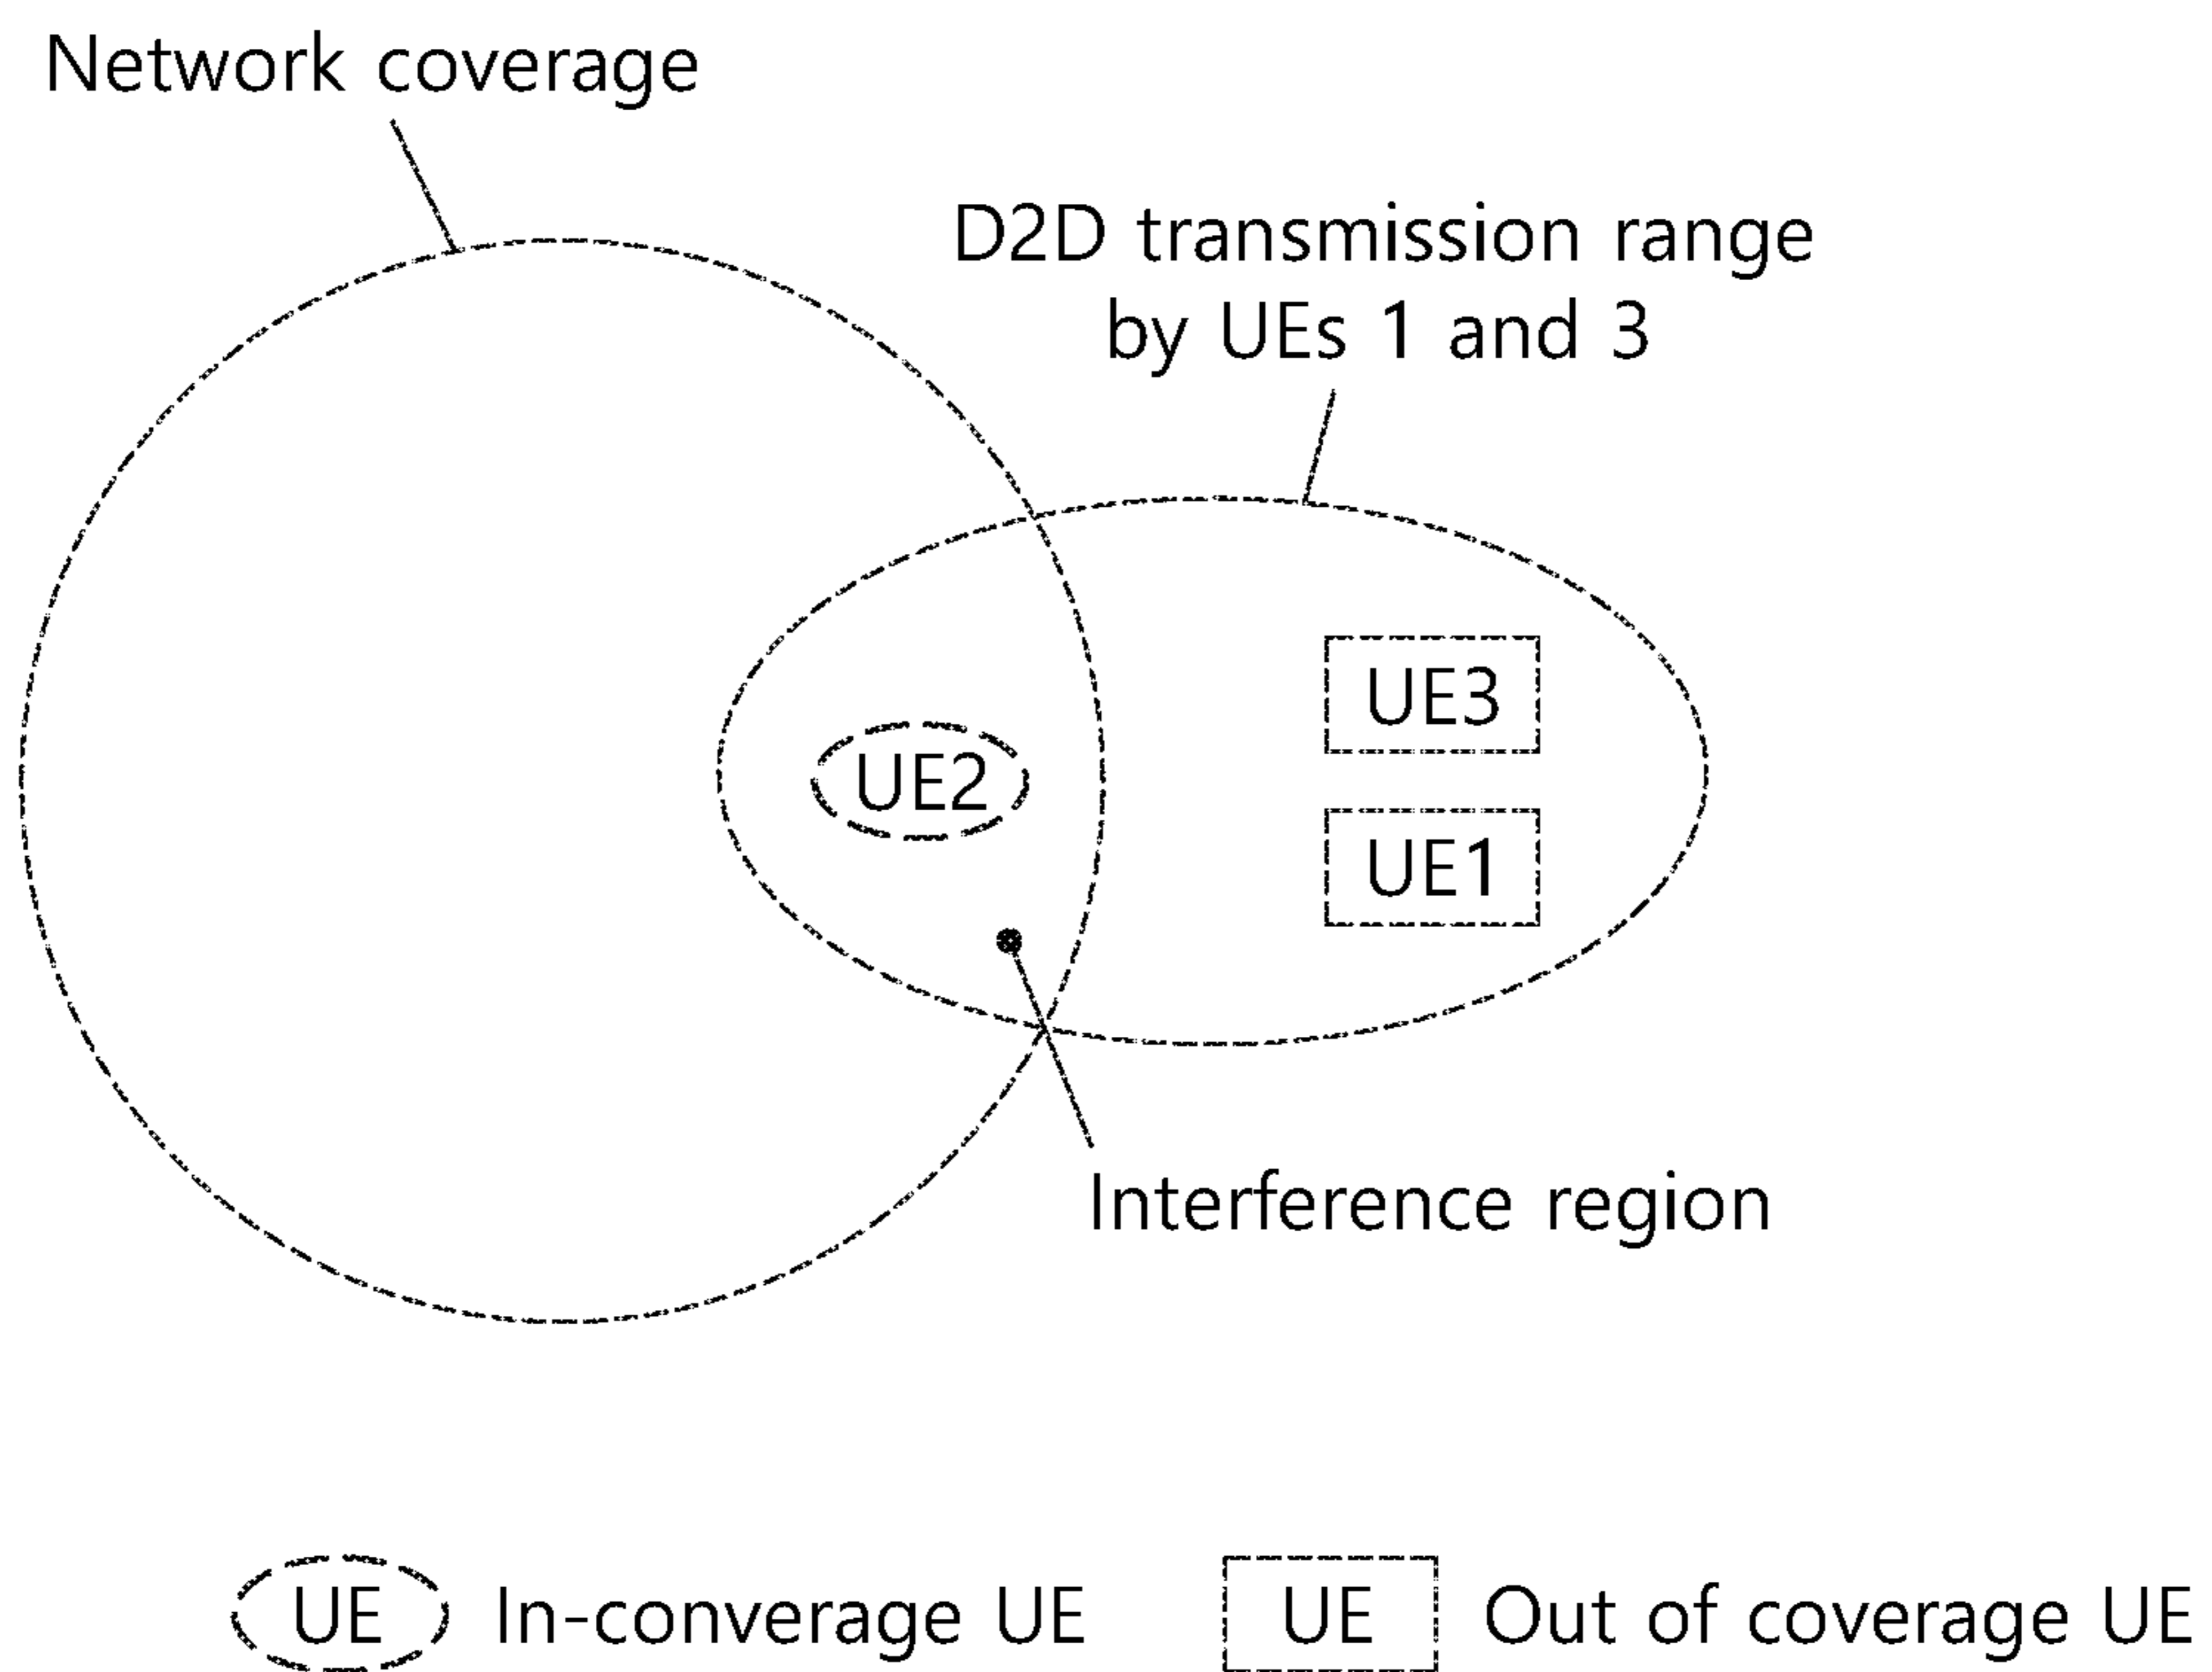 Network coverage
D2D transmission range
by UEs 1 and 3
UE3
UE2
UE1
Interference region
UE In-converage UE UE Out of coverage UE